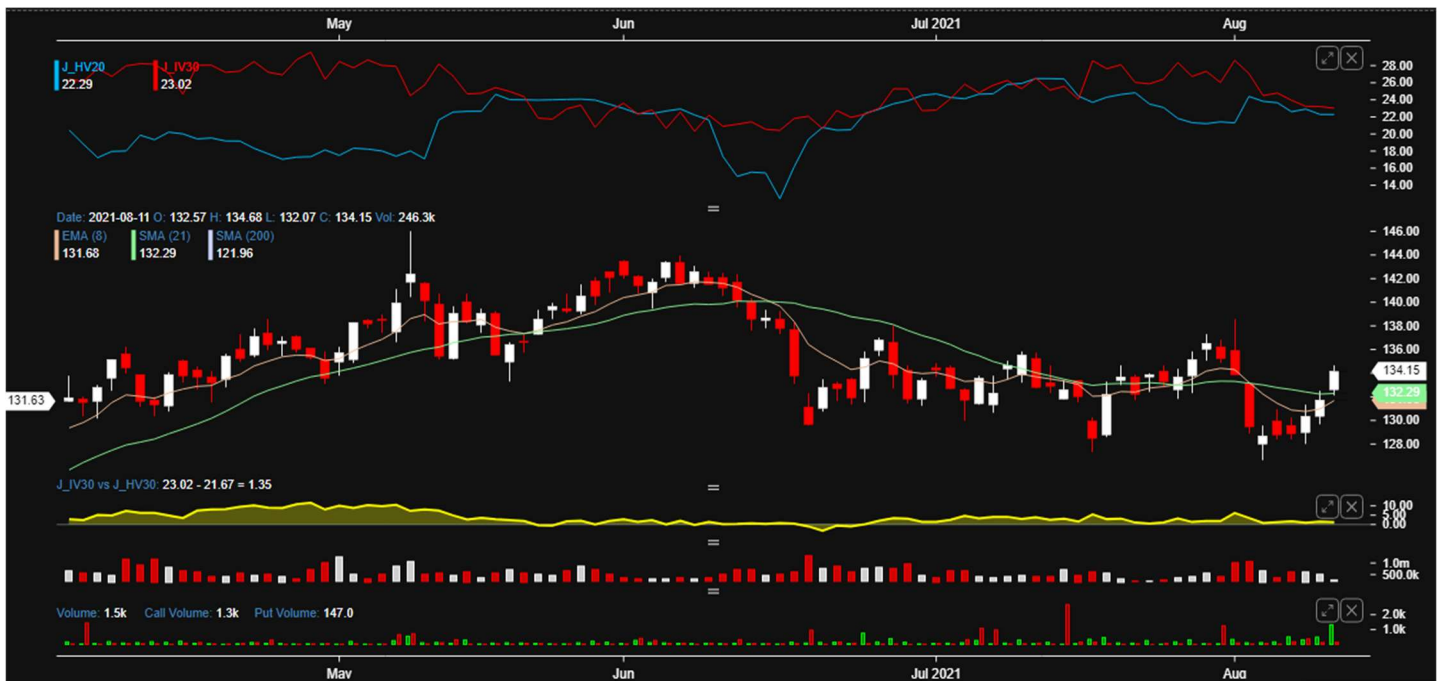 May Jun Jul 2021 Aug
J_HV20 J_IV30
22.29 23.02
28.00
26.00
24.00
22.00
20.00
18.00
16.00
14.00
Date: 2021-08-11 O: 132.57 H: 134.68 L: 132.07 C: 134.15 Vol: 246.3k
EMA (8) SMA (21) SMA (200)
131.68 132.29 121.96
146.00
144.00
142.00
140.00
138.00
136.00
134.15
132.29
131.63
130.00
128.00
J_IV30 vs J_HV30: 23.02 - 21.67 = 1.35
10.00
5.00
0.00
1.0m
500.0k
Volume: 1.5k Call Volume: 1.3k Put Volume: 147.0
2.0k
1.0k
May Jun Jul 2021 Aug